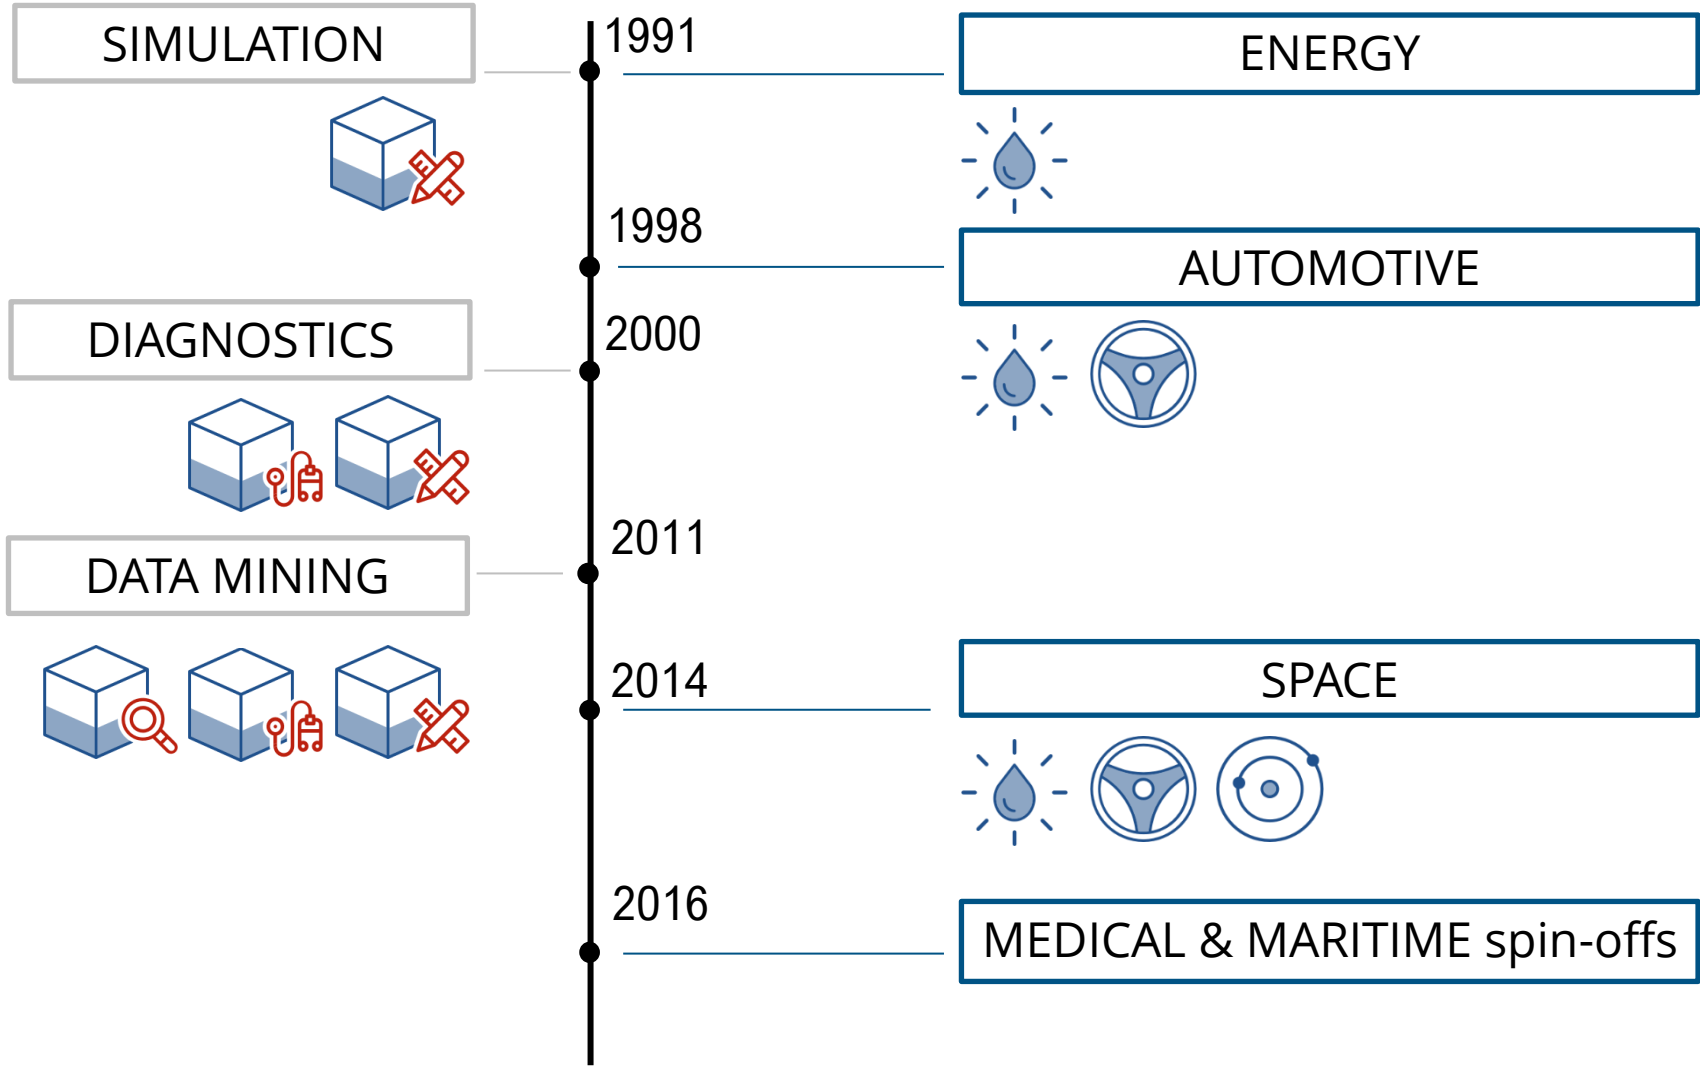 SIMULATION
1991
ENERGY
1998
AUTOMOTIVE
DIAGNOSTICS
2000
2011
DATA MINING
2014
SPACE
2016
MEDICAL & MARITIME spin-offs